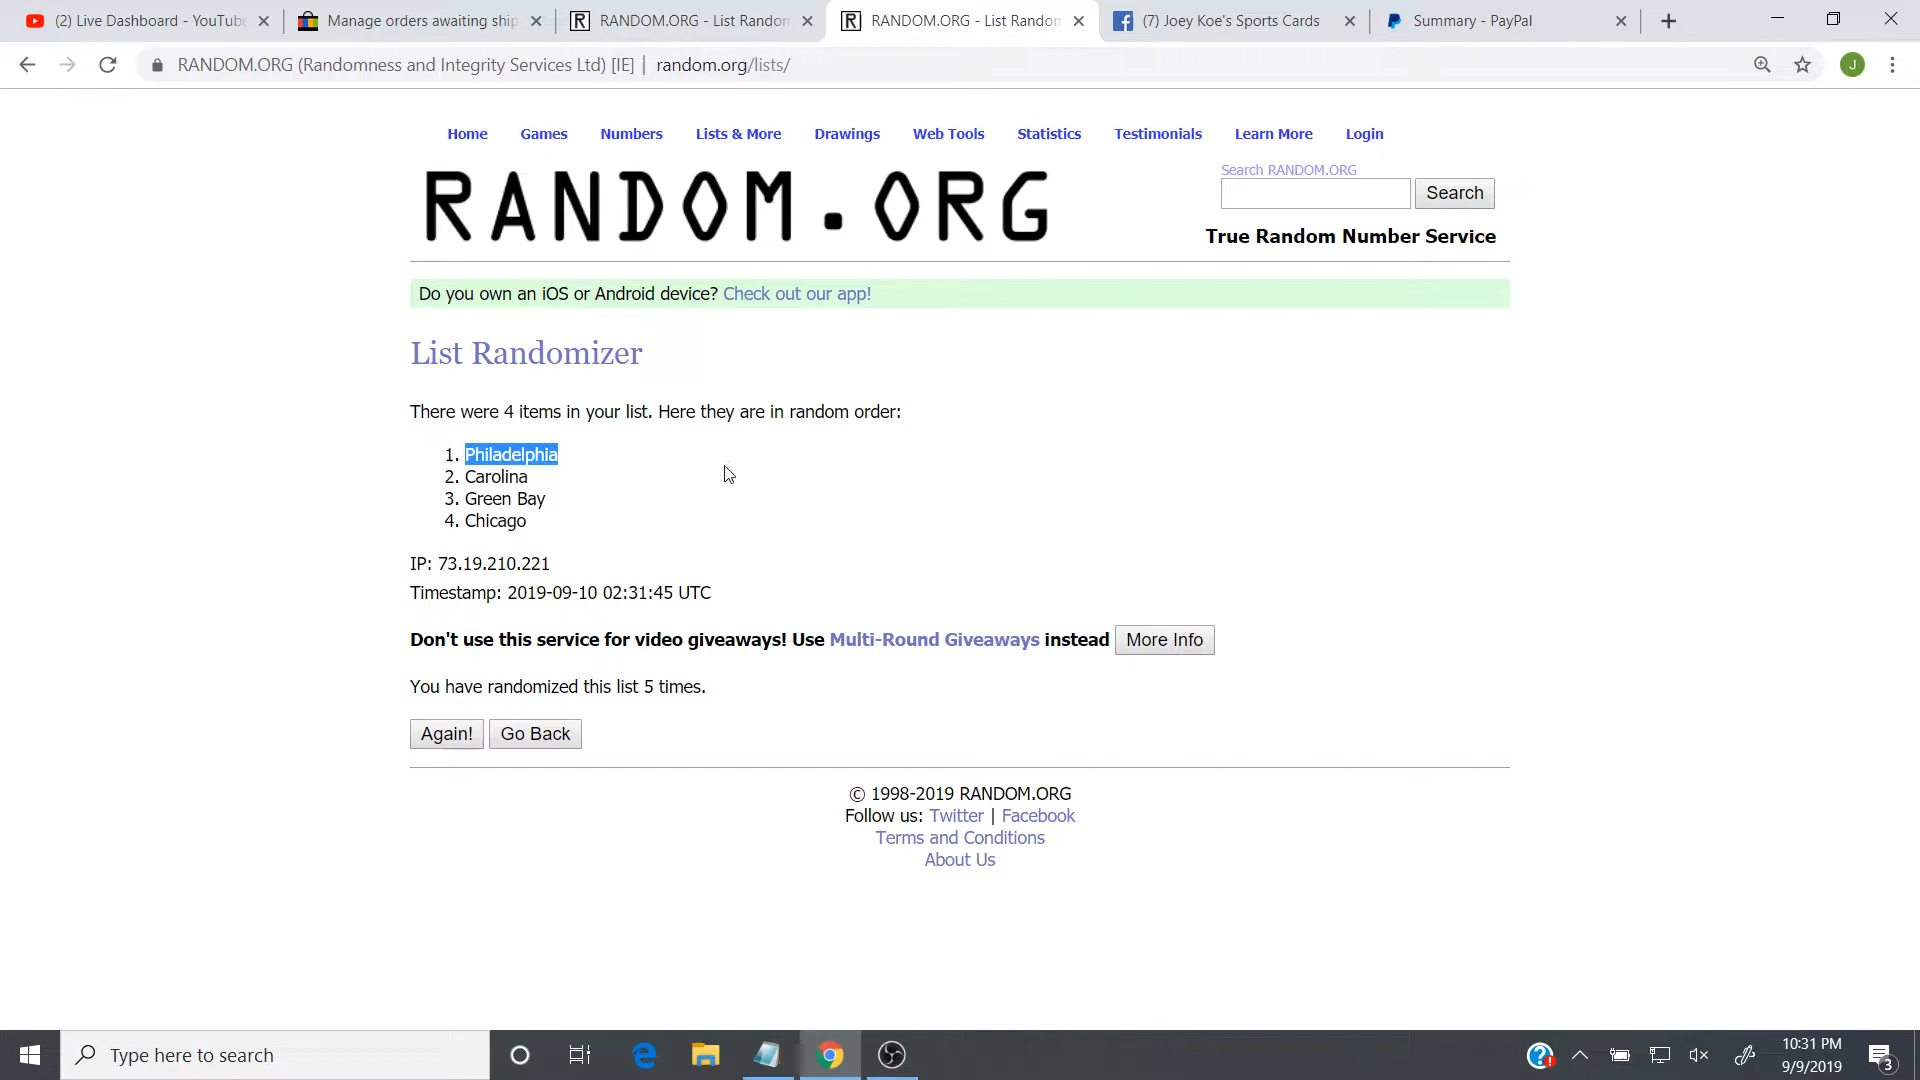 (2) Live Dashboard - YouTube
Manage orders awaiting ship
RANDOM.ORG - List Random
RANDOM.ORG - List Random
(7) Joey Koe's Sports Cards
Summary - PayPal
RANDOM.ORG (Randomness and Integrity Services Ltd) [IE] | random.org/lists/
J
Home Games Numbers Lists & More Drawings Web Tools Statistics Testimonials Learn More Login
RANDOM.ORG
Search RANDOM.ORG
Search
True Random Number Service
Do you own an iOS or Android device? Check out our app!
List Randomizer
There were 4 items in your list. Here they are in random order:
1. Philadelphia
2. Carolina
3. Green Bay
4. Chicago
IP: 73.19.210.221
Timestamp: 2019-09-10 02:31:45 UTC
Don't use this service for video giveaways! Use Multi-Round Giveaways instead More Info
You have randomized this list 5 times.
Again! Go Back
© 1998-2019 RANDOM.ORG
Follow us: Twitter | Facebook
Terms and Conditions
About Us
Type here to search
10:31 PM
9/9/2019
3